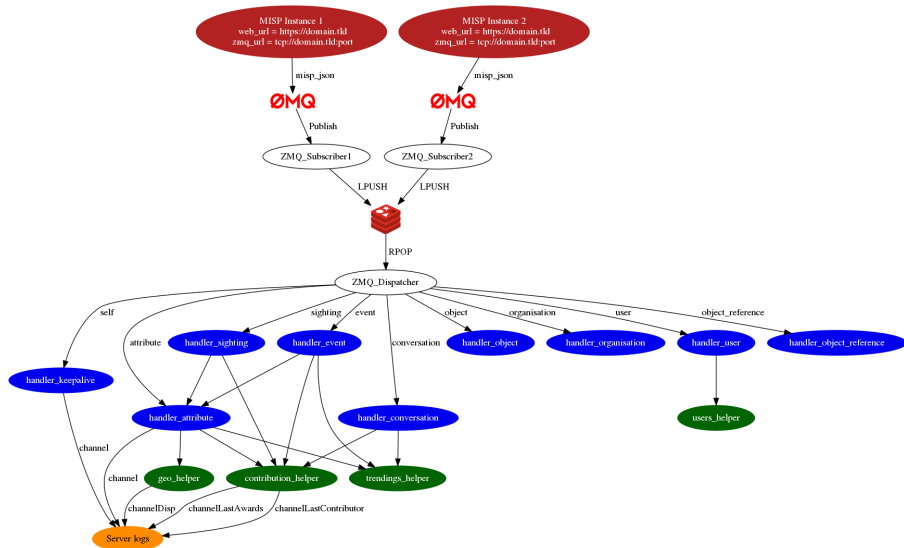 MISP Instance 1
web_url = https://domain.tld
zmq_url = tcp://domain.tld:port
MISP Instance 2
web_url = https://domain.tld
zmq_url = tcp://domain.tld:port
misp_json
misp_json
ØMQ
ØMQ
Publish
Publish
ZMQ_Subscriber1
ZMQ_Subscriber2
LPUSH
LPUSH
RPOP
ZMQ_Dispatcher
self
attribute
sighting
event
conversation
object
organisation
user
object_reference
handler_sighting
handler_event
handler_object
handler_organisation
handler_user
handler_object_reference
handler_keepalive
handler_attribute
handler_conversation
users_helper
channel
channel
geo_helper
contribution_helper
trendings_helper
channelDisp
channelLastAwards
channelLastContributor
Server logs